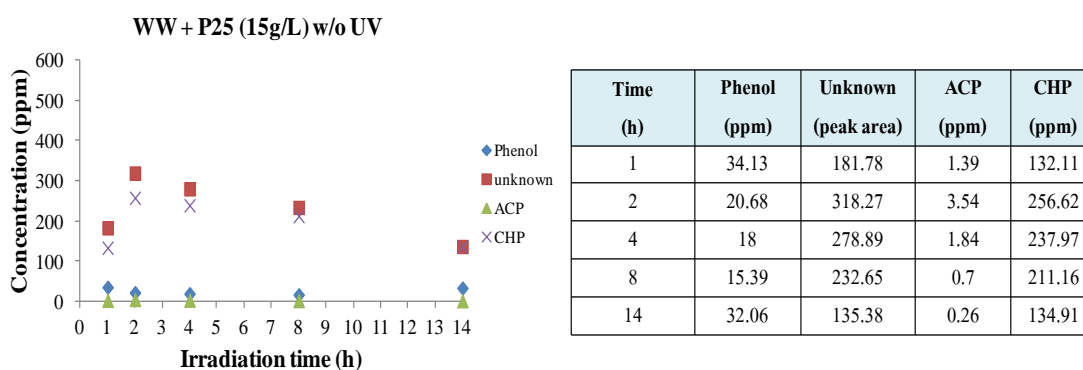 WW + P25 (15g/L) w/o UV
Concentration (ppm)
600
500
400
300
200
100
0
0 1 2 3 4 5 6 7 8 9 10 11 12 13 14
Irradiation time (h)
Phenol
unknown
ACP
CHP
Time Phenol Unknown ACP CHP
(h) (ppm) (peak area) (ppm) (ppm)
1 34.13 181.78 1.39 132.11
2 20.68 318.27 3.54 256.62
4 18 278.89 1.84 237.97
8 15.39 232.65 0.7 211.16
14 32.06 135.38 0.26 134.91